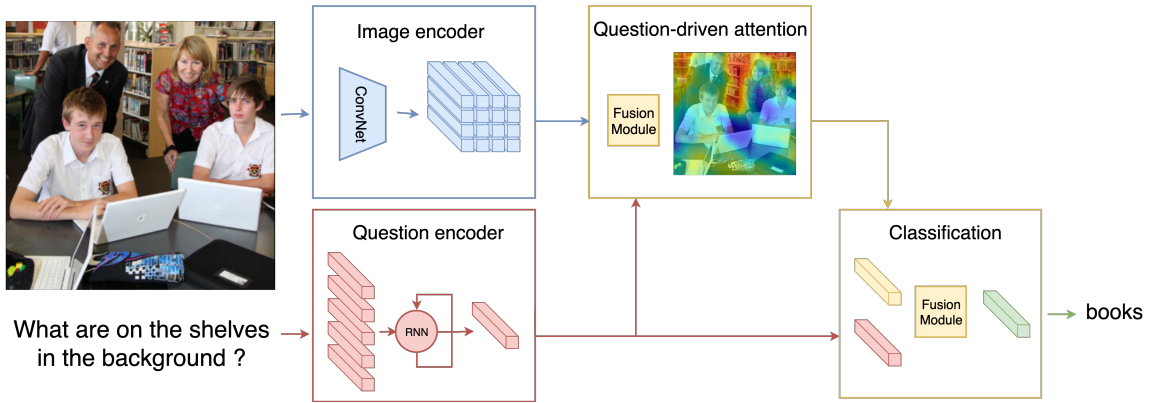 Image encoder
ConvNet
Question-driven attention
Fusion
Module
Question encoder
RNN
Classification
Fusion
Module
books
What are on the shelves
in the background ?